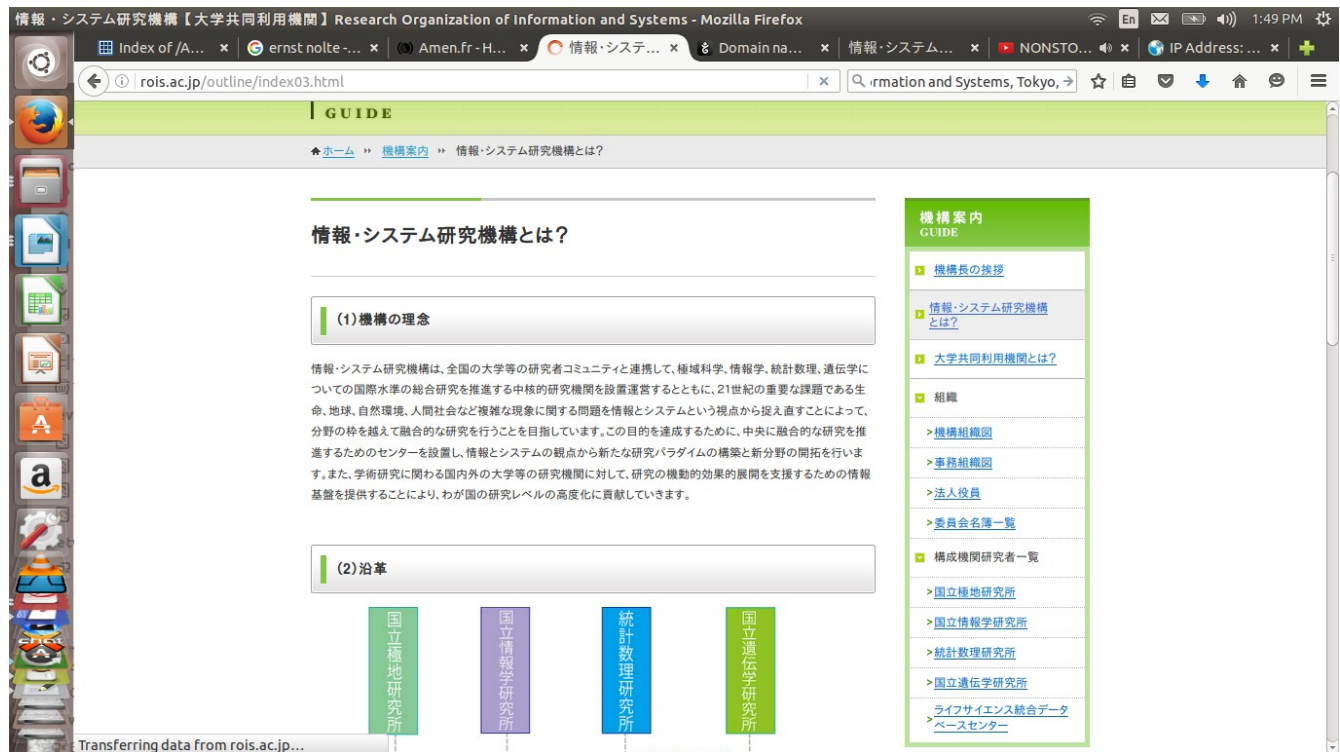 情報・システム研究機構【大学共同利用機関】Research Organization of Information and Systems - Mozilla Firefox
En
1:49 PM
Index of /A...
ernst nolte -...
Amen.fr - H...
情報・システ...
Domain na...
情報・システム...
NONSTO...
IP Address: ...
rois.ac.jp/outline/index03.html
rmation and Systems, Tokyo,
GUIDE
ホーム
機構案内
情報・システム研究機構とは?
情報・システム研究機構とは?
(1)機構の理念
情報・システム研究機構は、全国の大学等の研究者コミュニティと連携して、極域科学、情報学、統計数理、遺伝学に
ついての国際水準の総合研究を推進する中核的研究機関を設置運営するとともに、21世紀の重要な課題である生
命、地球、自然環境、人間社会など複雑な現象に関する問題を情報とシステムという視点から捉え直すことによって、
分野の枠を越えて融合的な研究を行うことを目指しています。この目的を達成するために、中央に融合的な研究を推
進するためのセンターを設置し、情報とシステムの観点から新たな研究パラダイムの構築と新分野の開拓を行いま
す。また、学術研究に関わる国内外の大学等の研究機関に対して、研究の機動的効果的展開を支援するための情報
基盤を提供することにより、わが国の研究レベルの高度化に貢献していきます。
(2)沿革
国立極地研究所
国立情報学研究所
統計数理研究所
国立遺伝学研究所
機構案内
GUIDE
機構長の挨拶
情報・システム研究機構
とは?
大学共同利用機関とは?
組織
>機構組織図
>事務組織図
>法人役員
>委員会名簿一覧
構成機関研究者一覧
>国立極地研究所
>国立情報学研究所
>統計数理研究所
>国立遺伝学研究所
>ライフサイエンス統合データ
ベースセンター
Transferring data from rois.ac.jp...